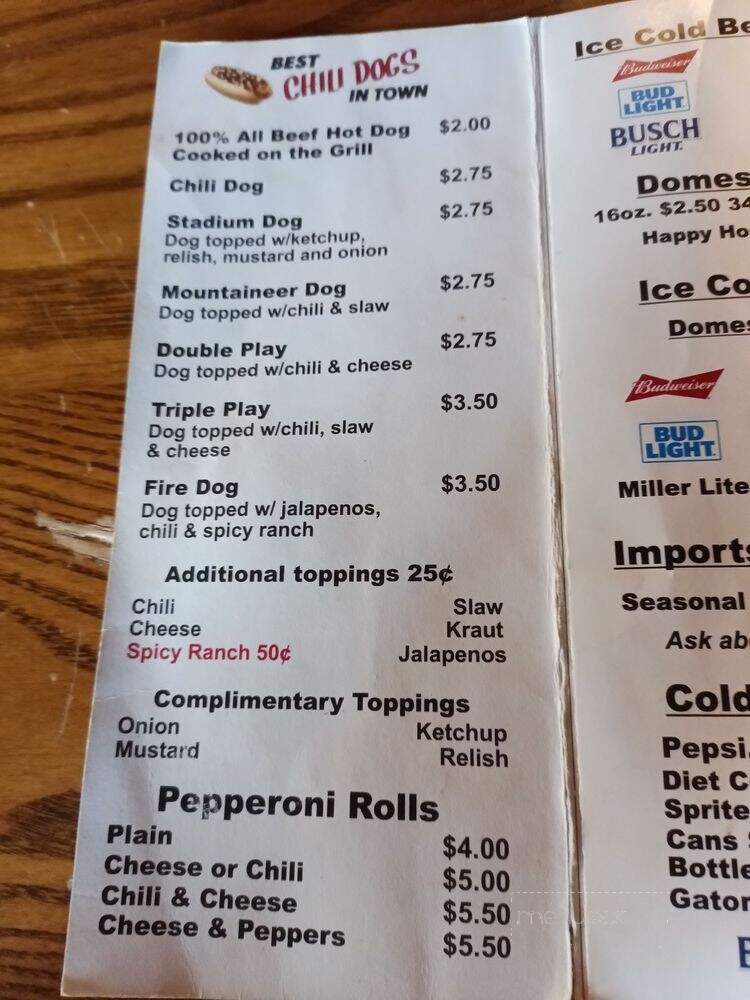 BEST
CHILI DOGS
IN TOWN
100% All Beef Hot Dog $2.00
Cooked on the Grill
Chili Dog $2.75
Stadium Dog $2.75
Dog topped w/ketchup,
relish, mustard and onion
Mountaineer Dog $2.75
Dog topped w/chili & slaw
Double Play $2.75
Dog topped w/chili & cheese
Triple Play $3.50
Dog topped w/chili, slaw
& cheese
Fire Dog $3.50
Dog topped w/ jalapenos,
chili & spicy ranch
Additional toppings 25¢
Chili Slaw
Cheese Kraut
Spicy Ranch 50¢ Jalapenos
Complimentary Toppings
Onion Ketchup
Mustard Relish
Pepperoni Rolls
Plain $4.00
Cheese or Chili $5.00
Chili & Cheese $5.50
Cheese & Peppers $5.50
Ice Cold Be
Budweiser
BUD
LIGHT
BUSCH
LIGHT.
Domes
16oz. $2.50 34
Happy Ho
Ice Co
Domes
Budweiser
BUD
LIGHT
Miller Lite
Imports
Seasonal
Ask ab
Cold
Pepsi
Diet C
Sprite
Cans
Bottle
Gator